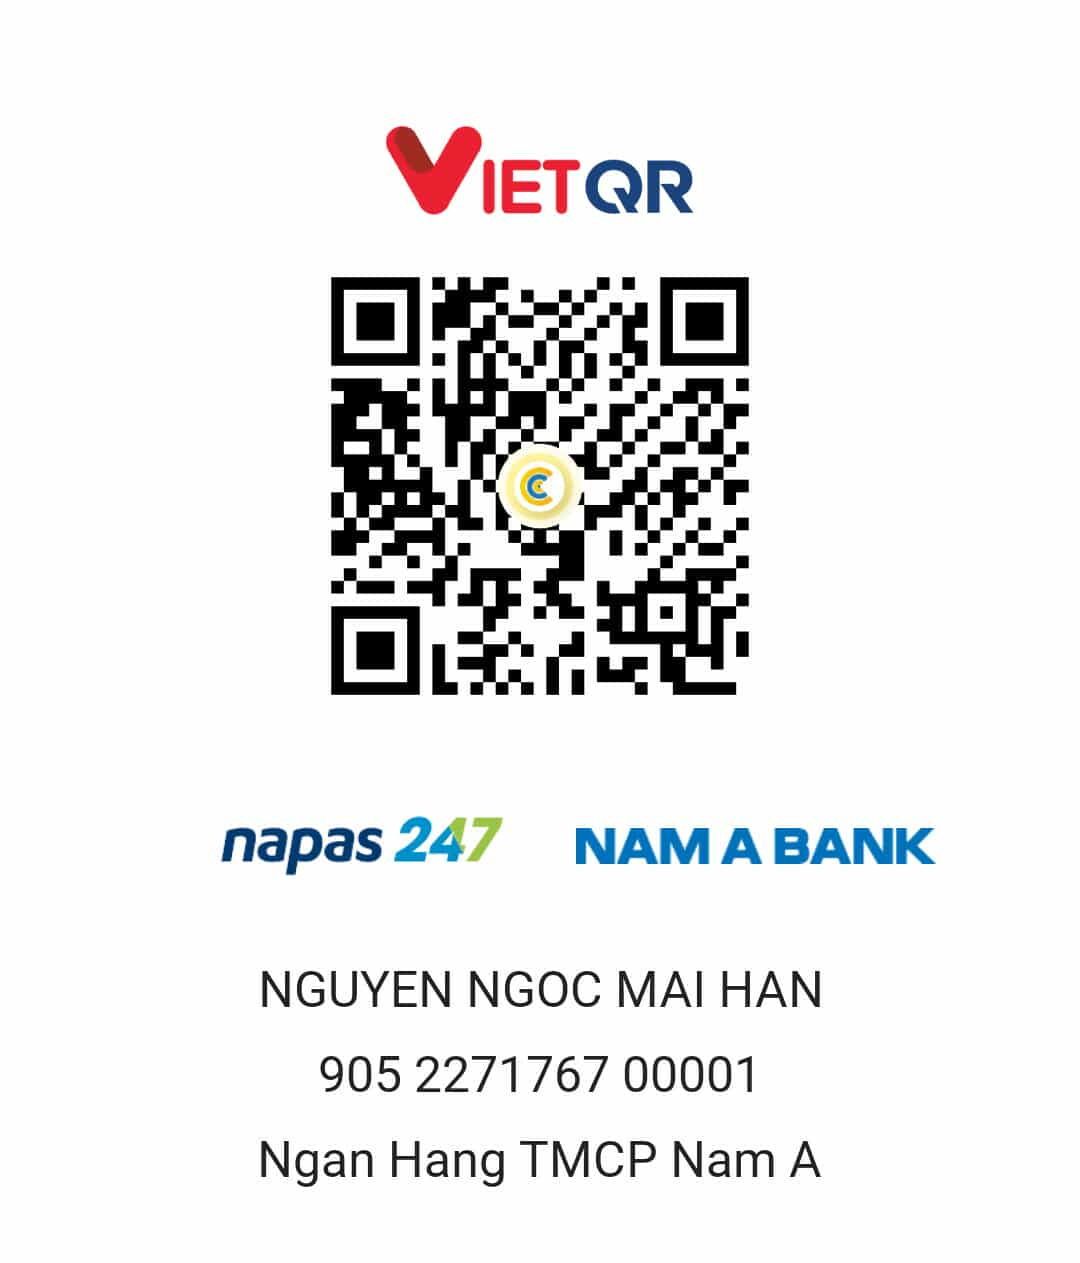 VIETQR
napas 247 NAM A BANK
NGUYEN NGOC MAI HAN
905 2271767 00001
Ngan Hang TMCP Nam A